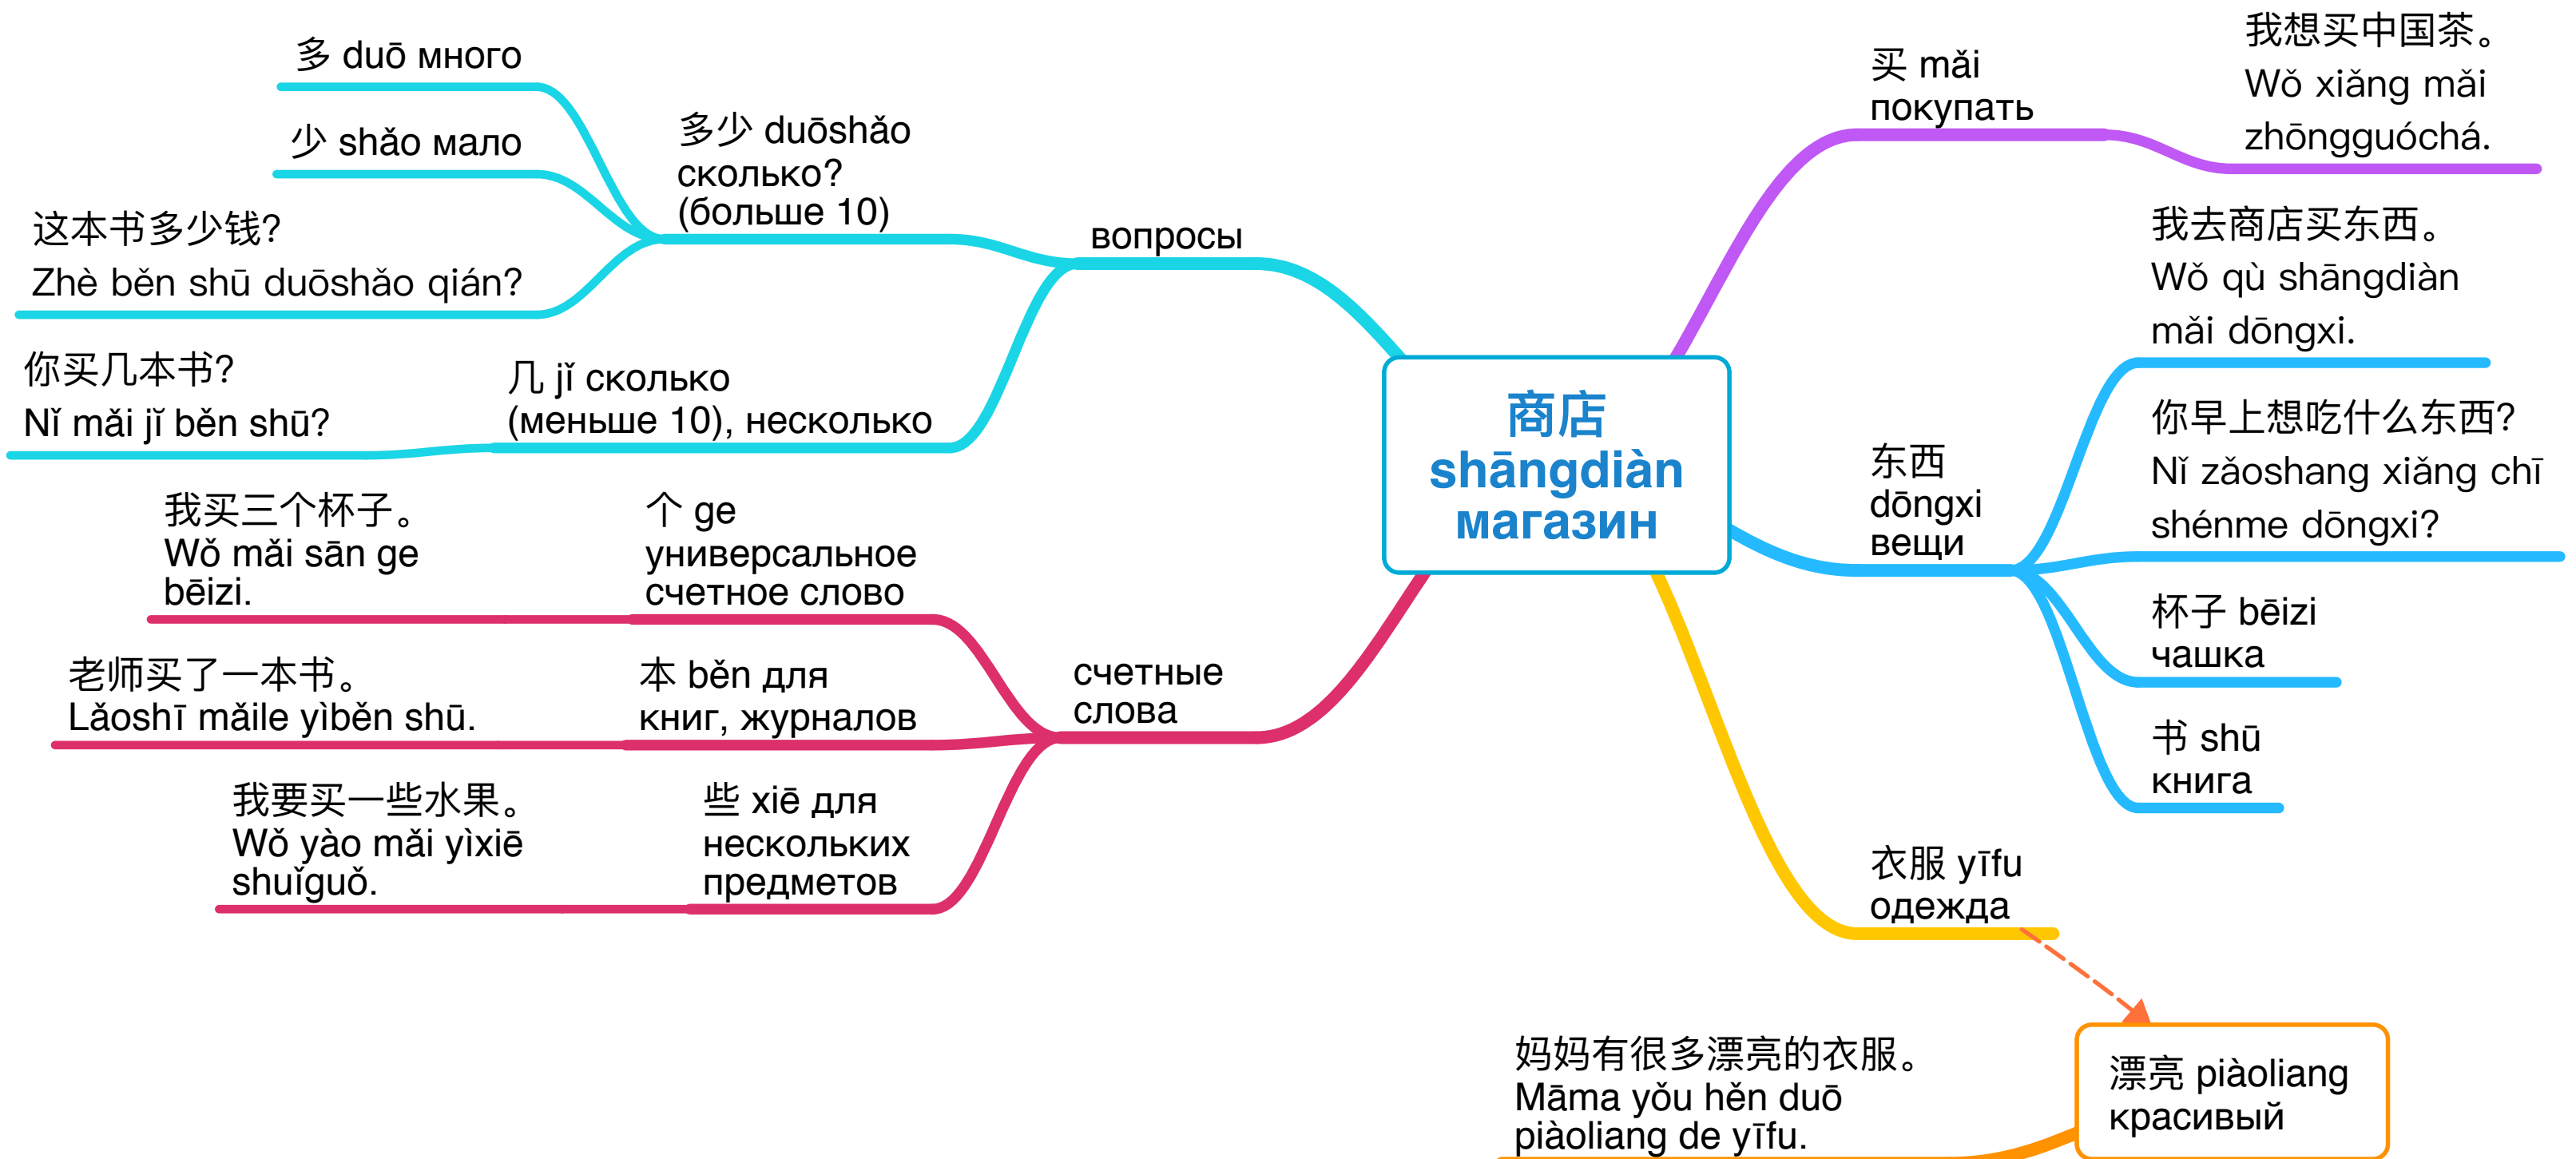 商店
shāngdiàn
магазин
买 mǎi
покупать
我想买中国茶。
Wǒ xiǎng mǎi
zhōngguóchá.
东西
dōngxi
вещи
我去商店买东西。
Wǒ qù shāngdiàn
mǎi dōngxi.
你早上想吃什么东西?
Nǐ zǎoshang xiǎng chī
shénme dōngxi?
杯子 bēizi
чашка
书 shū
книга
衣服 yīfu
одежда
漂亮 piàoliang
красивый
妈妈有很多漂亮的衣服。
Māma yǒu hěn duō
piàoliang de yīfu.
вопросы
多少 duōshǎo
сколько?
(больше 10)
多 duō много
少 shǎo мало
这本书多少钱?
Zhè běn shū duōshǎo qián?
几 jǐ сколько
(меньше 10), несколько
你买几本书?
Nǐ mǎi jǐ běn shū?
счетные
слова
个 ge
универсальное
счетное слово
我买三个杯子。
Wǒ mǎi sān ge
bēizi.
本 běn для
книг, журналов
老师买了一本书。
Lǎoshī mǎile yìběn shū.
些 xiē для
нескольких
предметов
我要买一些水果。
Wǒ yào mǎi yìxiē
shuǐguǒ.